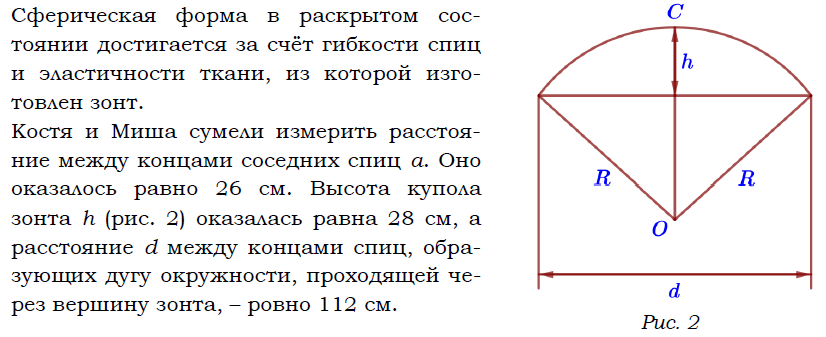 Сферическая форма в раскрытом сос-
тоянии достигается за счёт гибкости спиц
и эластичности ткани, из которой изго-
товлен зонт.
Костя и Миша сумели измерить расстоя-
ние между концами соседних спиц a. Оно
оказалось равно 26 см. Высота купола
зонта h (рис. 2) оказалась равна 28 см, а
расстояние d между концами спиц, обра-
зующих дугу окружности, проходящей че-
рез вершину зонта, – ровно 112 см.
C
h
R
R
O
d
Рис. 2